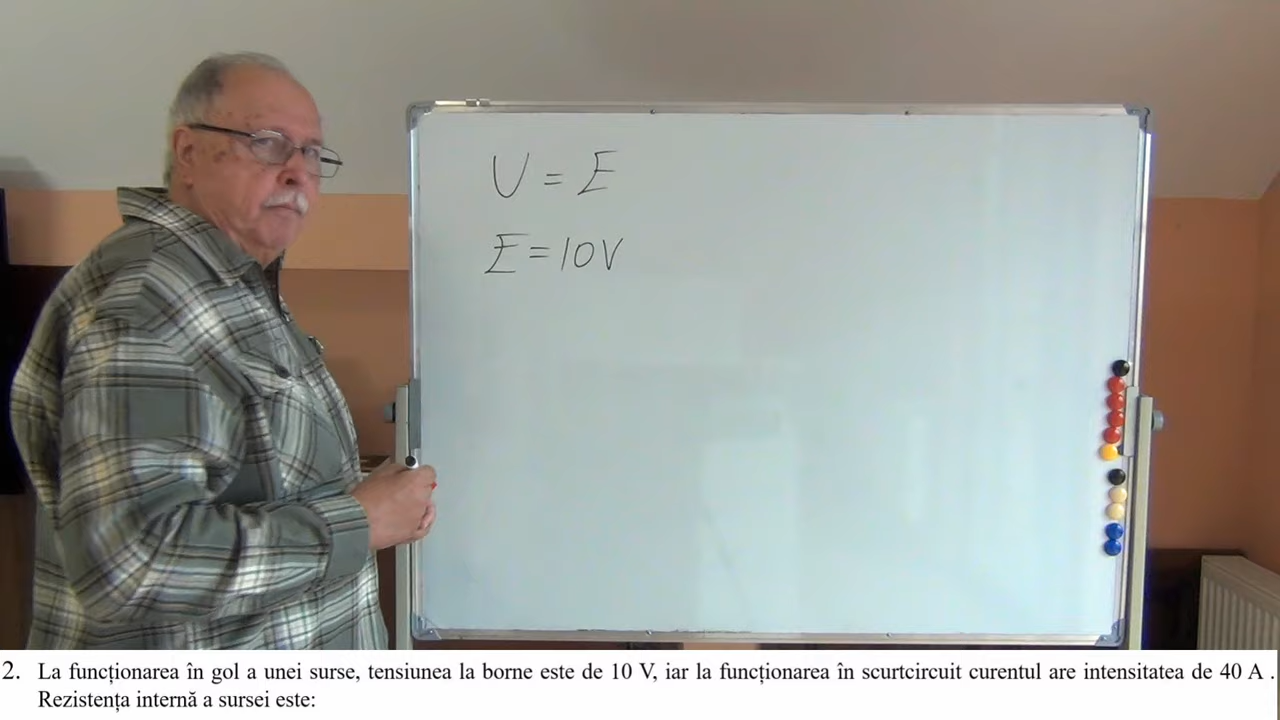 U = E
E = 10V
2. La funcționarea în gol a unei surse, tensiunea la borne este de 10 V, iar la funcționarea în scurtcircuit curentul are intensitatea de 40 A .
Rezistența internă a sursei este: